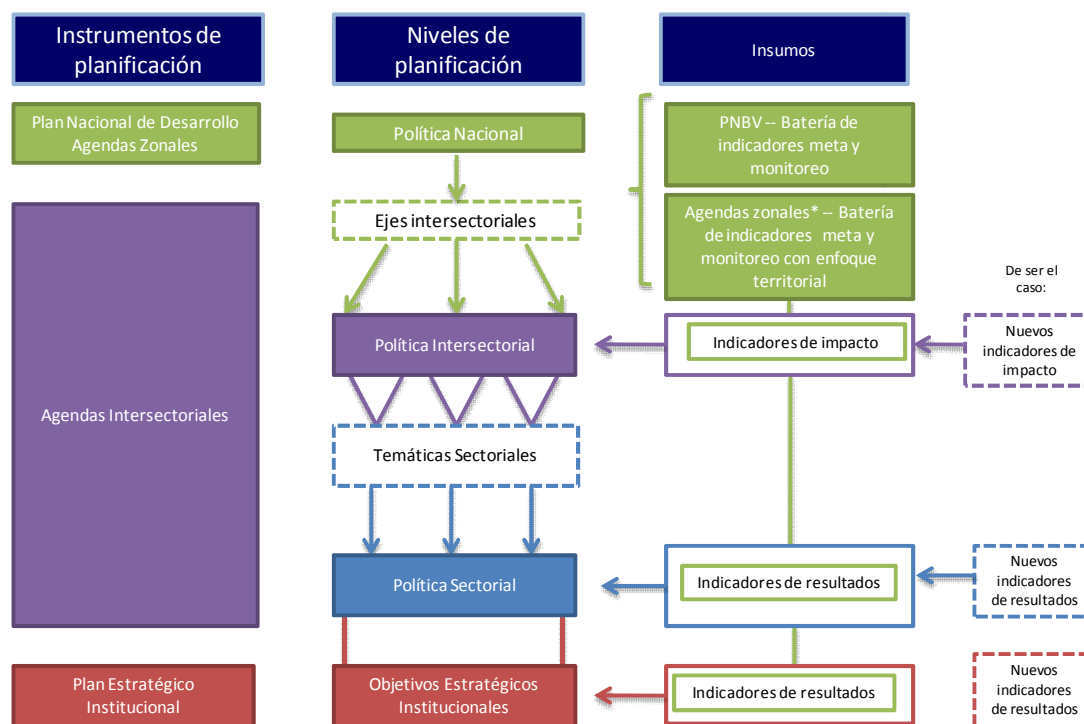 Instrumentos de
planificación
Niveles de
planificación
Insumos
Plan Nacional de Desarrollo
Agendas Zonales
Política Nacional
PNBV -- Batería de
indicadores meta y
monitoreo
Ejes intersectoriales
Agendas zonales* -- Batería
de indicadores meta y
monitoreo con enfoque
territorial
De ser el
caso:
Agendas Intersectoriales
Política Intersectorial
Indicadores de impacto
Nuevos
indicadores de
impacto
Temáticas Sectoriales
Política Sectorial
Indicadores de resultados
Nuevos
indicadores
de resultados
Plan Estratégico
Institucional
Objetivos Estratégicos
Institucionales
Indicadores de resultados
Nuevos
indicadores
de resultados